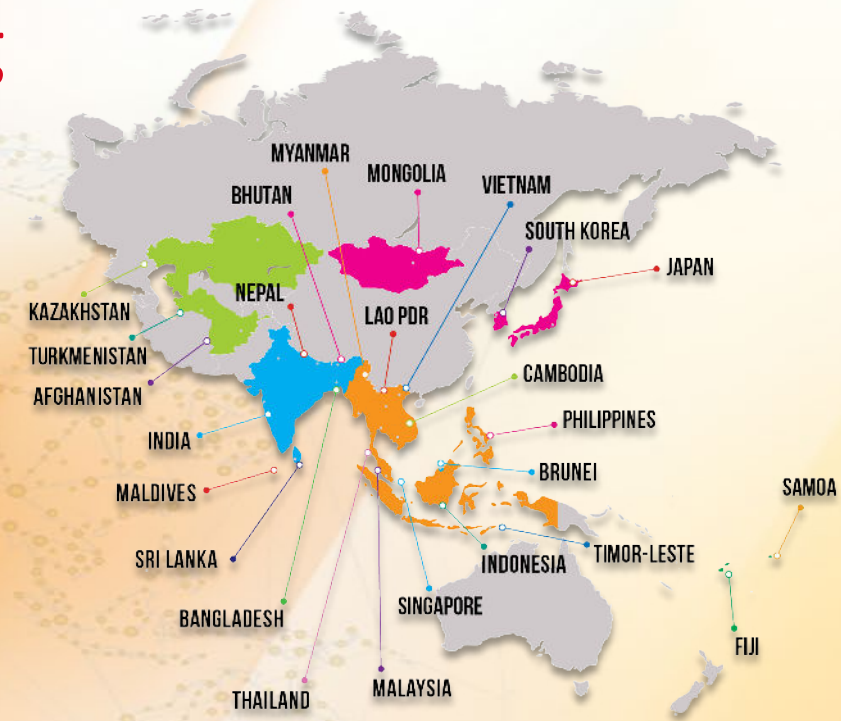 MYANMAR
MONGOLIA
VIETNAM
BHUTAN
SOUTH KOREA
JAPAN
NEPAL
LAO PDR
KAZAKHSTAN
TURKMENISTAN
AFGHANISTAN
CAMBODIA
PHILIPPINES
INDIA
BRUNEI
MALDIVES
SAMOA
SRI LANKA
INDONESIA
TIMOR-LESTE
BANGLADESH
SINGAPORE
FIJI
THAILAND
MALAYSIA